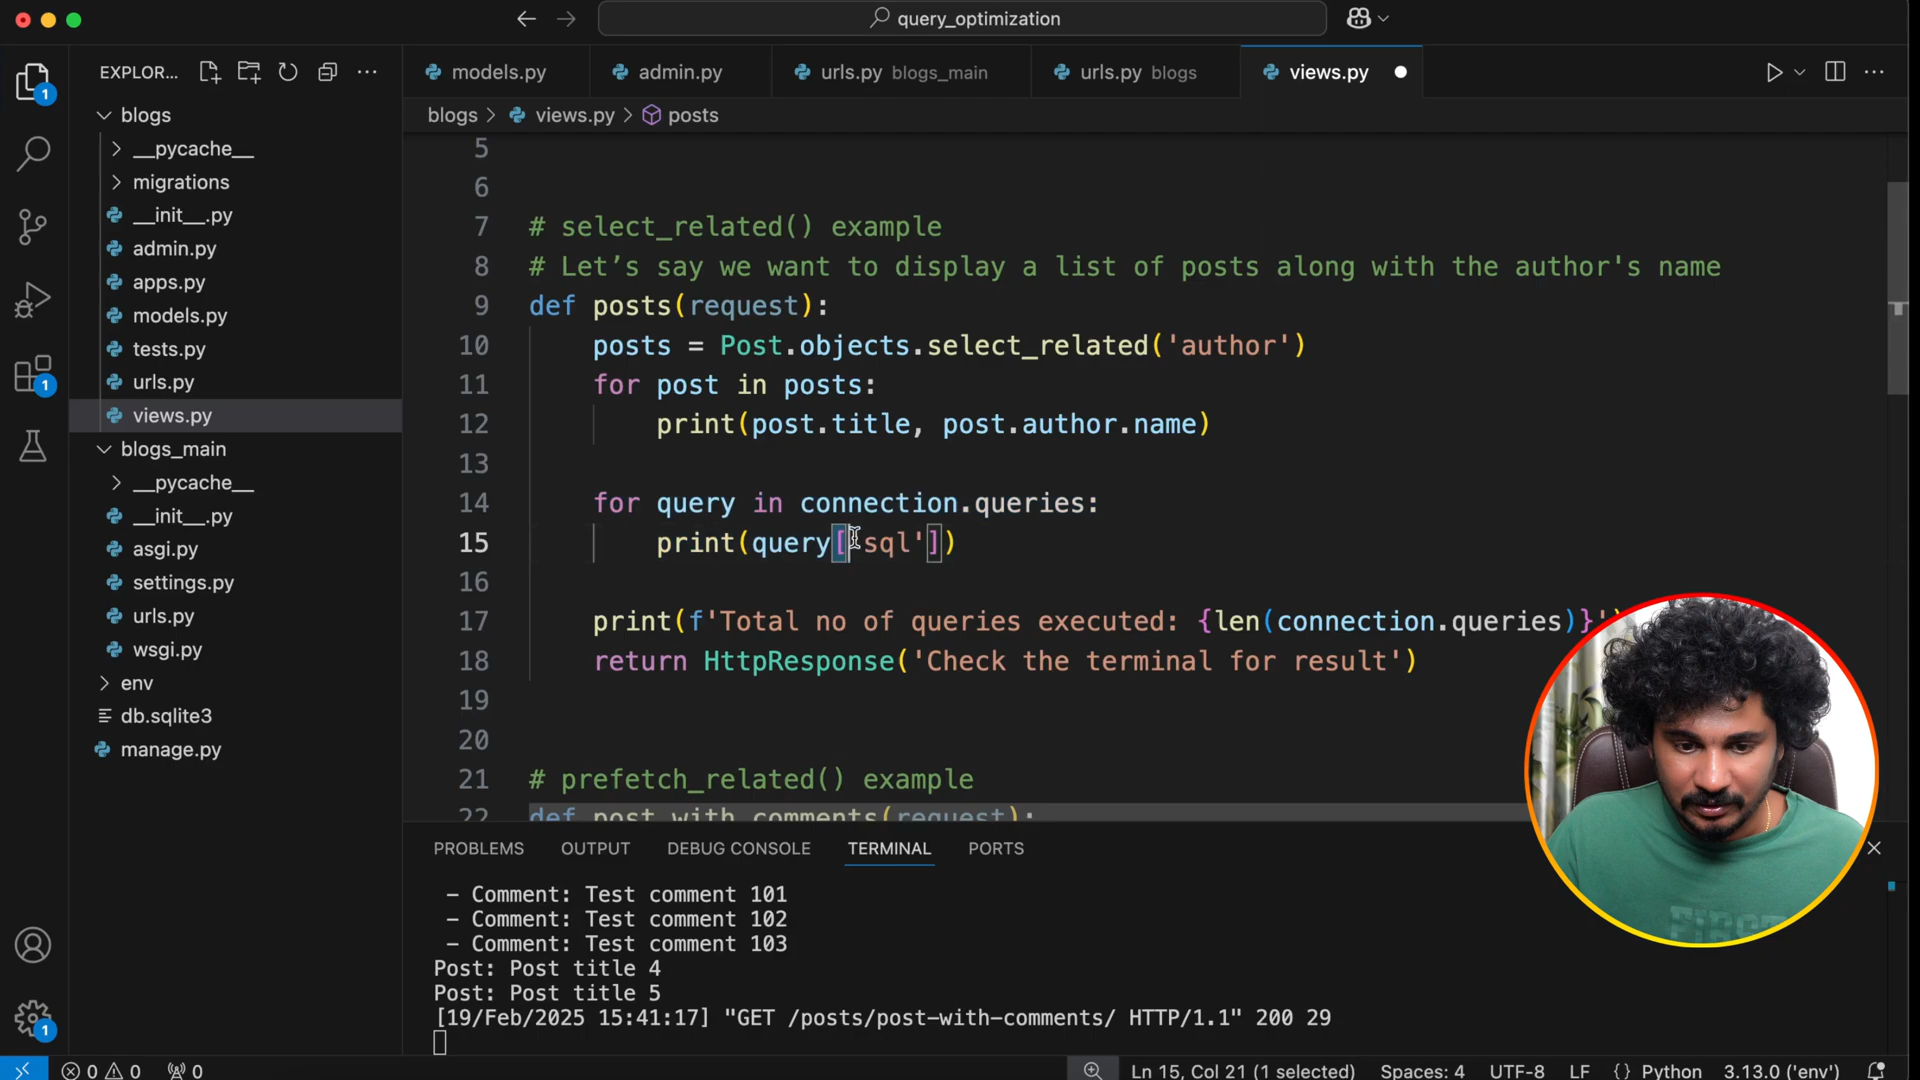 query_optimization
EXPLOR...
models.py
admin.py
urls.py blogs_main
urls.py blogs
views.py
blogs > views.py > posts
1
blogs
__pycache__
migrations
__init__.py
admin.py
apps.py
models.py
tests.py
urls.py
views.py
blogs_main
__pycache__
__init__.py
asgi.py
settings.py
urls.py
wsgi.py
env
db.sqlite3
manage.py
1
1
5
6
7 # select_related() example
8 # Let’s say we want to display a list of posts along with the author's name
9 def posts(request):
10 posts = Post.objects.select_related('author')
11 for post in posts:
12 print(post.title, post.author.name)
13
14 for query in connection.queries:
15 print(query['sql'])
16
17 print(f'Total no of queries executed: {len(connection.queries)}')
18 return HttpResponse('Check the terminal for result')
19
20
21 # prefetch_related() example
22 def post_with_comments(request):
PROBLEMS OUTPUT DEBUG CONSOLE TERMINAL PORTS
- Comment: Test comment 101
- Comment: Test comment 102
- Comment: Test comment 103
Post: Post title 4
Post: Post title 5
[19/Feb/2025 15:41:17] "GET /posts/post-with-comments/ HTTP/1.1" 200 29
0 0 0 Ln 15, Col 21 (1 selected) Spaces: 4 UTF-8 LF {} Python 3.13.0 ('env')